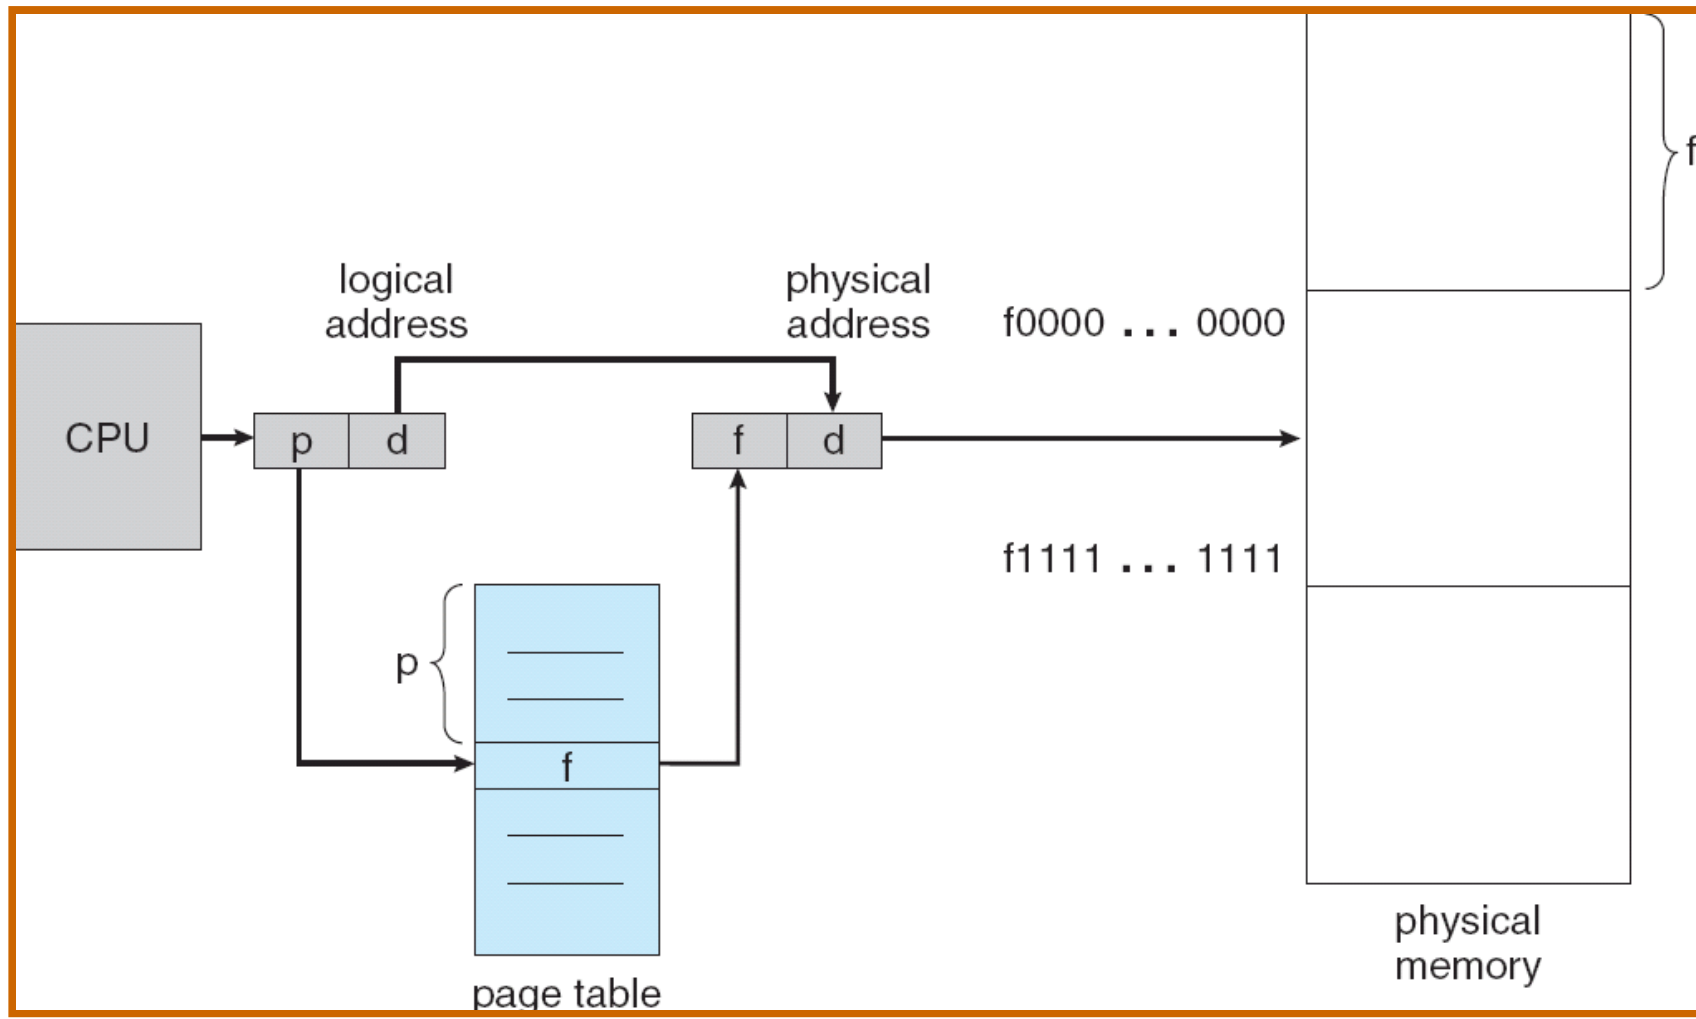 f
logical
address
physical
address
f0000 ... 0000
CPU
p
d
f
d
f1111 ... 1111
p
f
physical
memory
page table